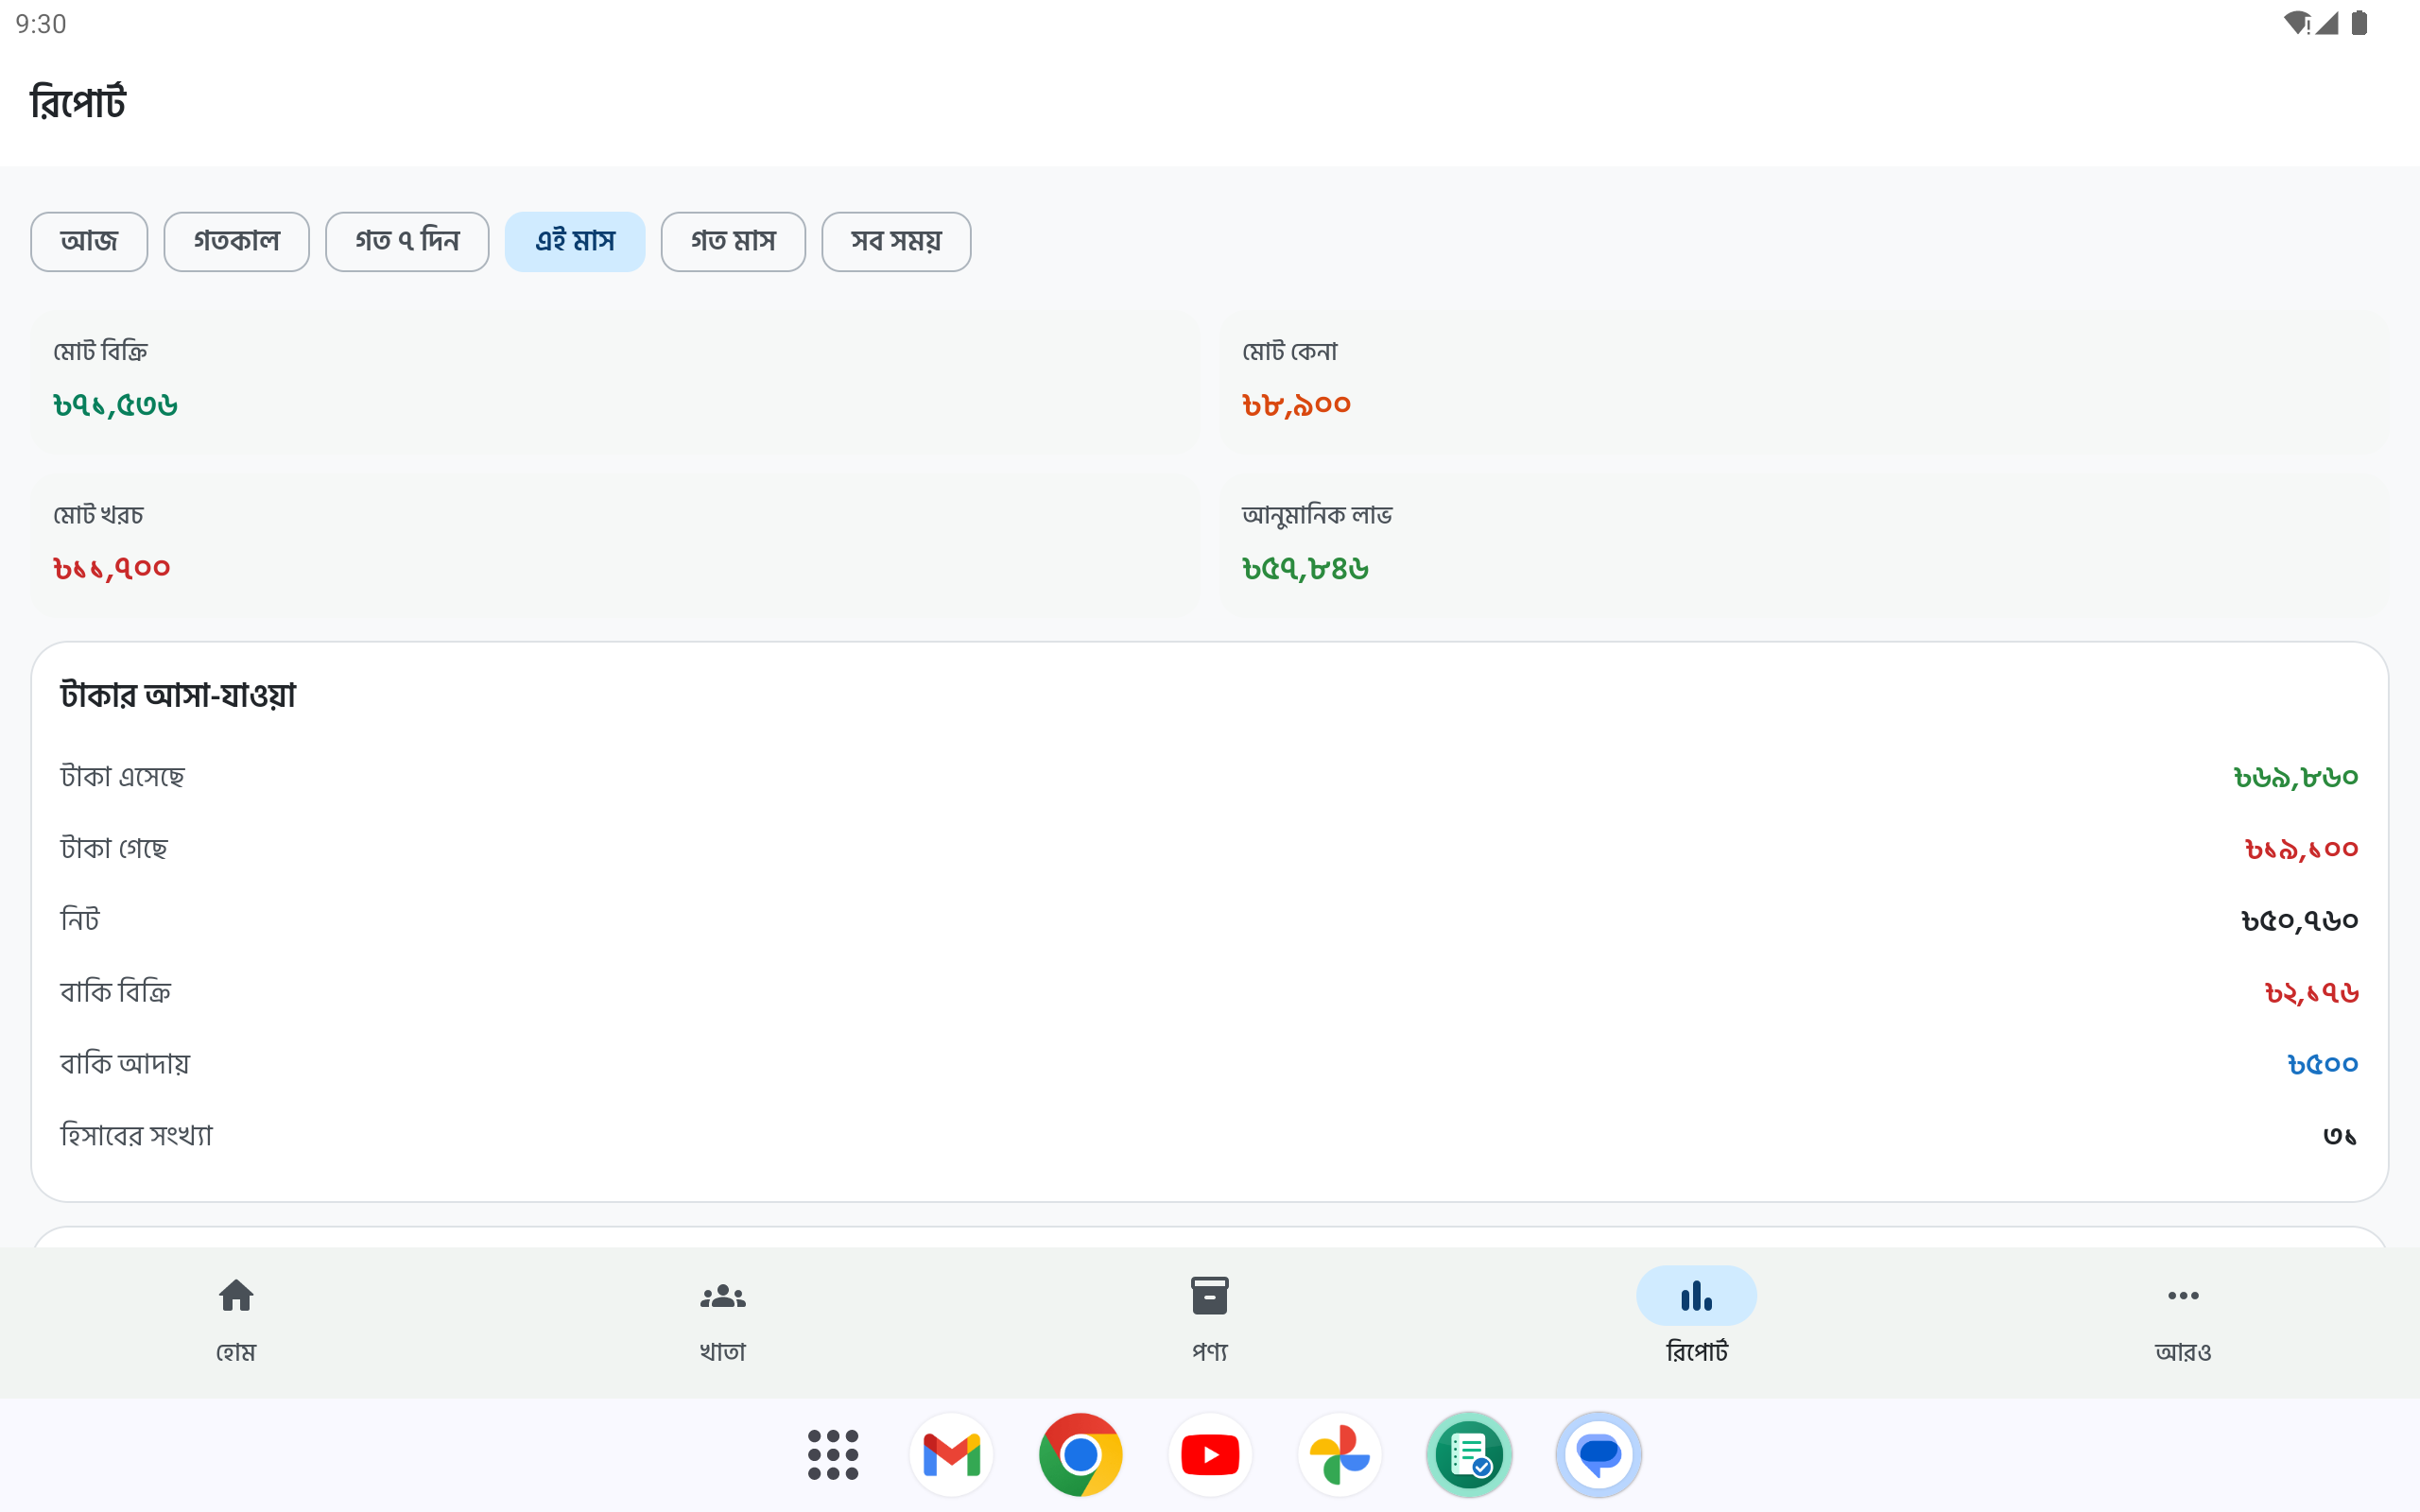 9:30
রিপোর্ট
আজ
গতকাল
গত ৭ দিন
এই মাস
গত মাস
সব সময়
মোট বিক্রি
৳৭১,৫৩৬
মোট কেনা
৳৮,৯০০
মোট খরচ
৳১১,৭০০
আনুমানিক লাভ
৳৫৭,৮৪৬
টাকার আসা-যাওয়া
টাকা এসেছে ৳৬৯,৮৬০
টাকা গেছে ৳১৯,১০০
নিট ৳৫০,৭৬০
বাকি বিক্রি ৳২,১৭৬
বাকি আদায় ৳৫০০
হিসাবের সংখ্যা ৩১
হোম
খাতা
পণ্য
রিপোর্ট
আরও